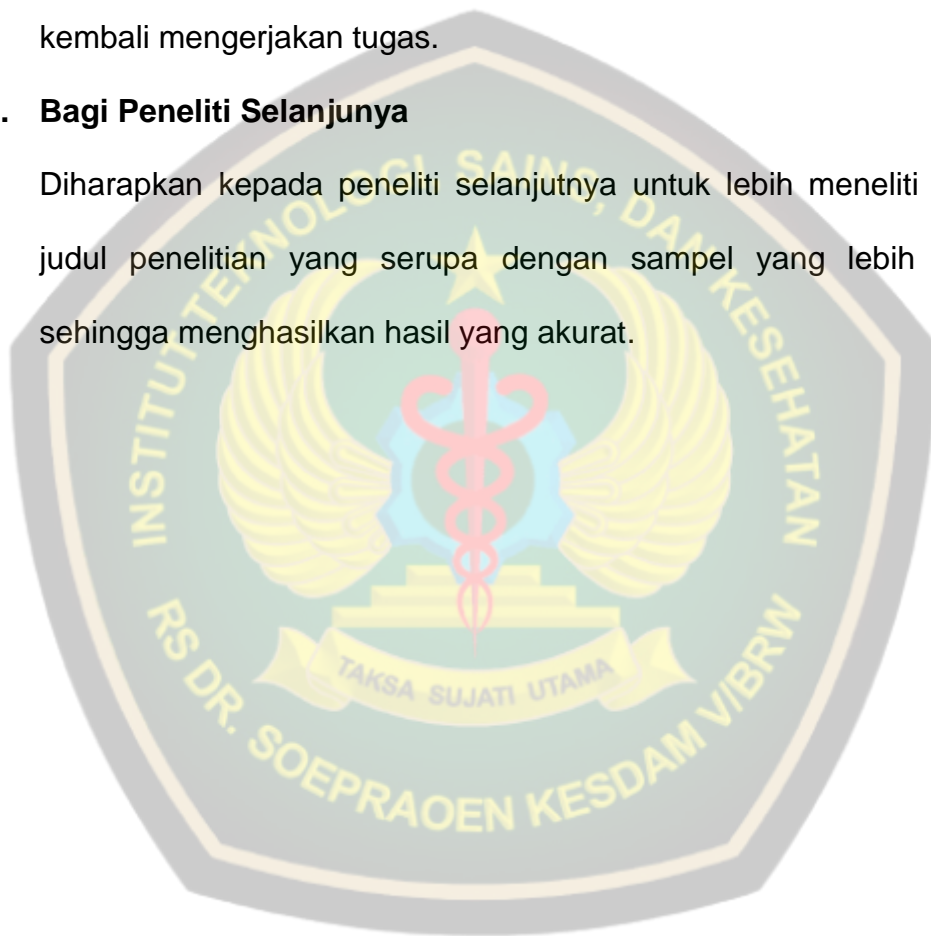 kembali mengerjakan tugas.
. Bagi Peneliti Selanjunya
Diharapkan kepada peneliti selanjutnya untuk lebih meneliti
judul penelitian yang serupa dengan sampel yang lebih
sehingga menghasilkan hasil yang akurat.
INSTITUT TEKNOLOGI, SAINS, DAN KESEHATAN
TAKSA SUJATI UTAMA
RS DR. SOEPRAOEN KESDAM V/BRW